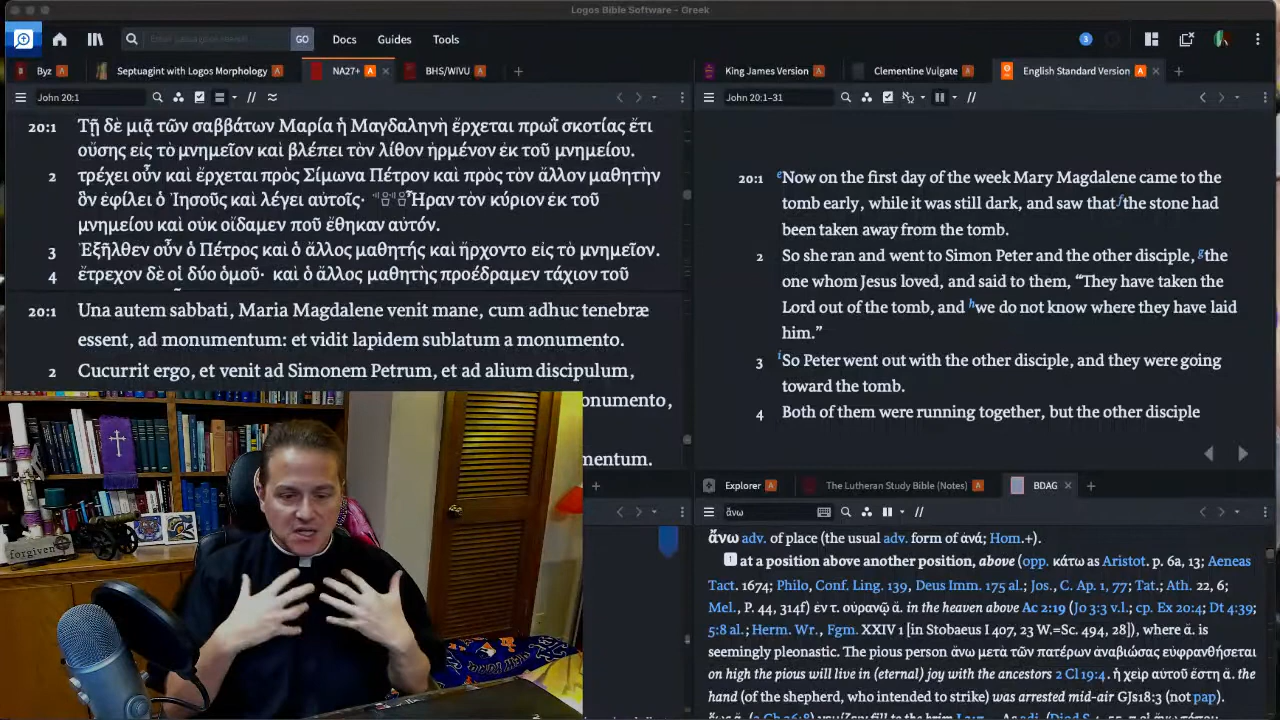 Logos Bible Software - Greek
GO Docs Guides Tools 3
Byz A Septuagint with Logos Morphology A NA27+ A × BHS/WIVU A +
John 20:1
20:1 Τῇ δὲ μιᾷ τῶν σαββάτων Μαρία ἡ Μαγδαληνὴ ἔρχεται πρωῒ σκοτίας ἔτι
οὔσης εἰς τὸ μνημεῖον καὶ βλέπει τὸν λίθον ἠρμένον ἐκ τοῦ μνημείου.
2 τρέχει οὖν καὶ ἔρχεται πρὸς Σίμωνα Πέτρον καὶ πρὸς τὸν ἄλλον μαθητὴν
ὃν ἐφίλει ὁ Ἰησοῦς καὶ λέγει αὐτοῖς· Ἦραν τὸν κύριον ἐκ τοῦ
μνημείου καὶ οὐκ οἴδαμεν ποῦ ἔθηκαν αὐτόν.
3 Ἐξῆλθεν οὖν ὁ Πέτρος καὶ ὁ ἄλλος μαθητής καὶ ἤρχοντο εἰς τὸ μνημεῖον.
4 ἔτρεχον δὲ οἱ δύο ὁμοῦ· καὶ ὁ ἄλλος μαθητὴς προέδραμεν τάχιον τοῦ
20:1 Una autem sabbati, Maria Magdalene venit mane, cum adhuc tenebræ
essent, ad monumentum: et vidit lapidem sublatum a monumento.
2 Cucurrit ergo, et venit ad Simonem Petrum, et ad alium discipulum,
onumento,
mentum.
forgiven
King James Version A Clementine Vulgate A English Standard Version A × +
John 20:1–31
20:1 eNow on the first day of the week Mary Magdalene came to the
tomb early, while it was still dark, and saw that fthe stone had
been taken away from the tomb.
2 So she ran and went to Simon Peter and the other disciple, gthe
one whom Jesus loved, and said to them, “They have taken the
Lord out of the tomb, and hwe do not know where they have laid
him.”
3 iSo Peter went out with the other disciple, and they were going
toward the tomb.
4 Both of them were running together, but the other disciple
Explorer A The Lutheran Study Bible (Notes) A BDAG × +
ἄνω
ἄνω adv. of place (the usual adv. form of ἀνά; Hom.+).
1 at a position above another position, above (opp. κάτω as Aristot. p. 6a, 13; Aeneas
Tact. 1674; Philo, Conf. Ling. 139, Deus Imm. 175 al.; Jos., C. Ap. 1, 77; Tat.; Ath. 22, 6;
Mel., P. 44, 314f) ἐν τ. οὐρανῷ ἄ. in the heaven above Ac 2:19 (Jo 3:3 v.l.; cp. Ex 20:4; Dt 4:39;
5:8 al.; Herm. Wr., Fgm. XXIV 1 [in Stobaeus I 407, 23 W.=Sc. 494, 28]), where ἄ. is
seemingly pleonastic. The pious person ἄνω μετὰ τῶν πατέρων ἀναβιώσας εὐφρανθήσεται
on high the pious will live in (eternal) joy with the ancestors 2 Cl 19:4. ἡ χεὶρ αὐτοῦ ἔστη ἄ. the
hand (of the shepherd, who intended to strike) was arrested mid-air GJs18:3 (not pap).